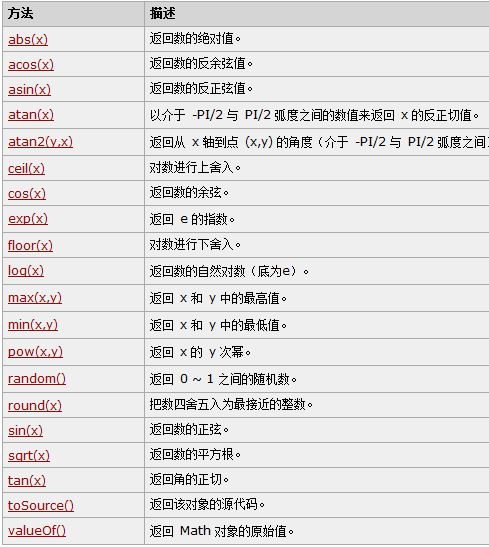 方法 描述
abs(x) 返回数的绝对值。
acos(x) 返回数的反余弦值。
asin(x) 返回数的反正弦值。
atan(x) 以介于 -PI/2 与 PI/2 弧度之间的数值来返回 x 的反正切值。
atan2(y,x) 返回从 x 轴到点 (x,y) 的角度（介于 -PI/2 与 PI/2 弧度之间
ceil(x) 对数进行上舍入。
cos(x) 返回数的余弦。
exp(x) 返回 e 的指数。
floor(x) 对数进行下舍入。
log(x) 返回数的自然对数（底为e）。
max(x,y) 返回 x 和 y 中的最高值。
min(x,y) 返回 x 和 y 中的最低值。
pow(x,y) 返回 x 的 y 次幂。
random() 返回 0 ~ 1 之间的随机数。
round(x) 把数四舍五入为最接近的整数。
sin(x) 返回数的正弦。
sqrt(x) 返回数的平方根。
tan(x) 返回角的正切。
toSource() 返回该对象的源代码。
valueOf() 返回 Math 对象的原始值。